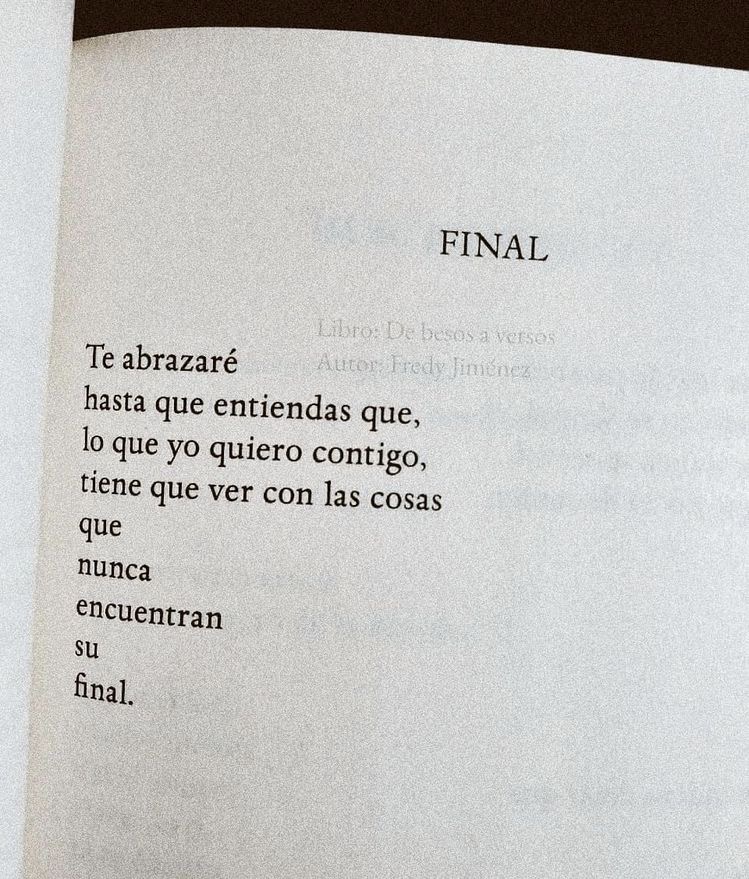 FINAL
Libro: De besos a versos
Autor: Fredy Jiménez
Te abrazaré
hasta que entiendas que,
lo que yo quiero contigo,
tiene que ver con las cosas
que
nunca
encuentran
su
final.